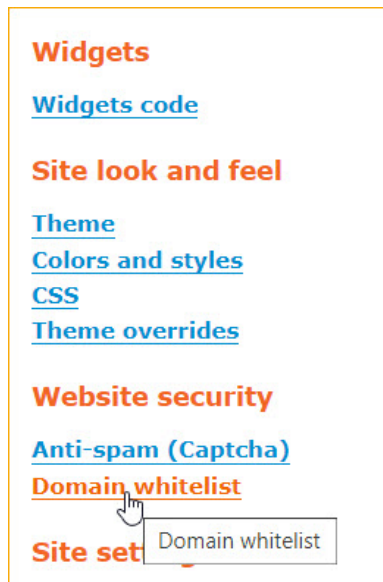 Widgets
Widgets code
Site look and feel
Theme
Colors and styles
CSS
Theme overrides
Website security
Anti-spam (Captcha)
Domain whitelist
Domain whitelist
Site